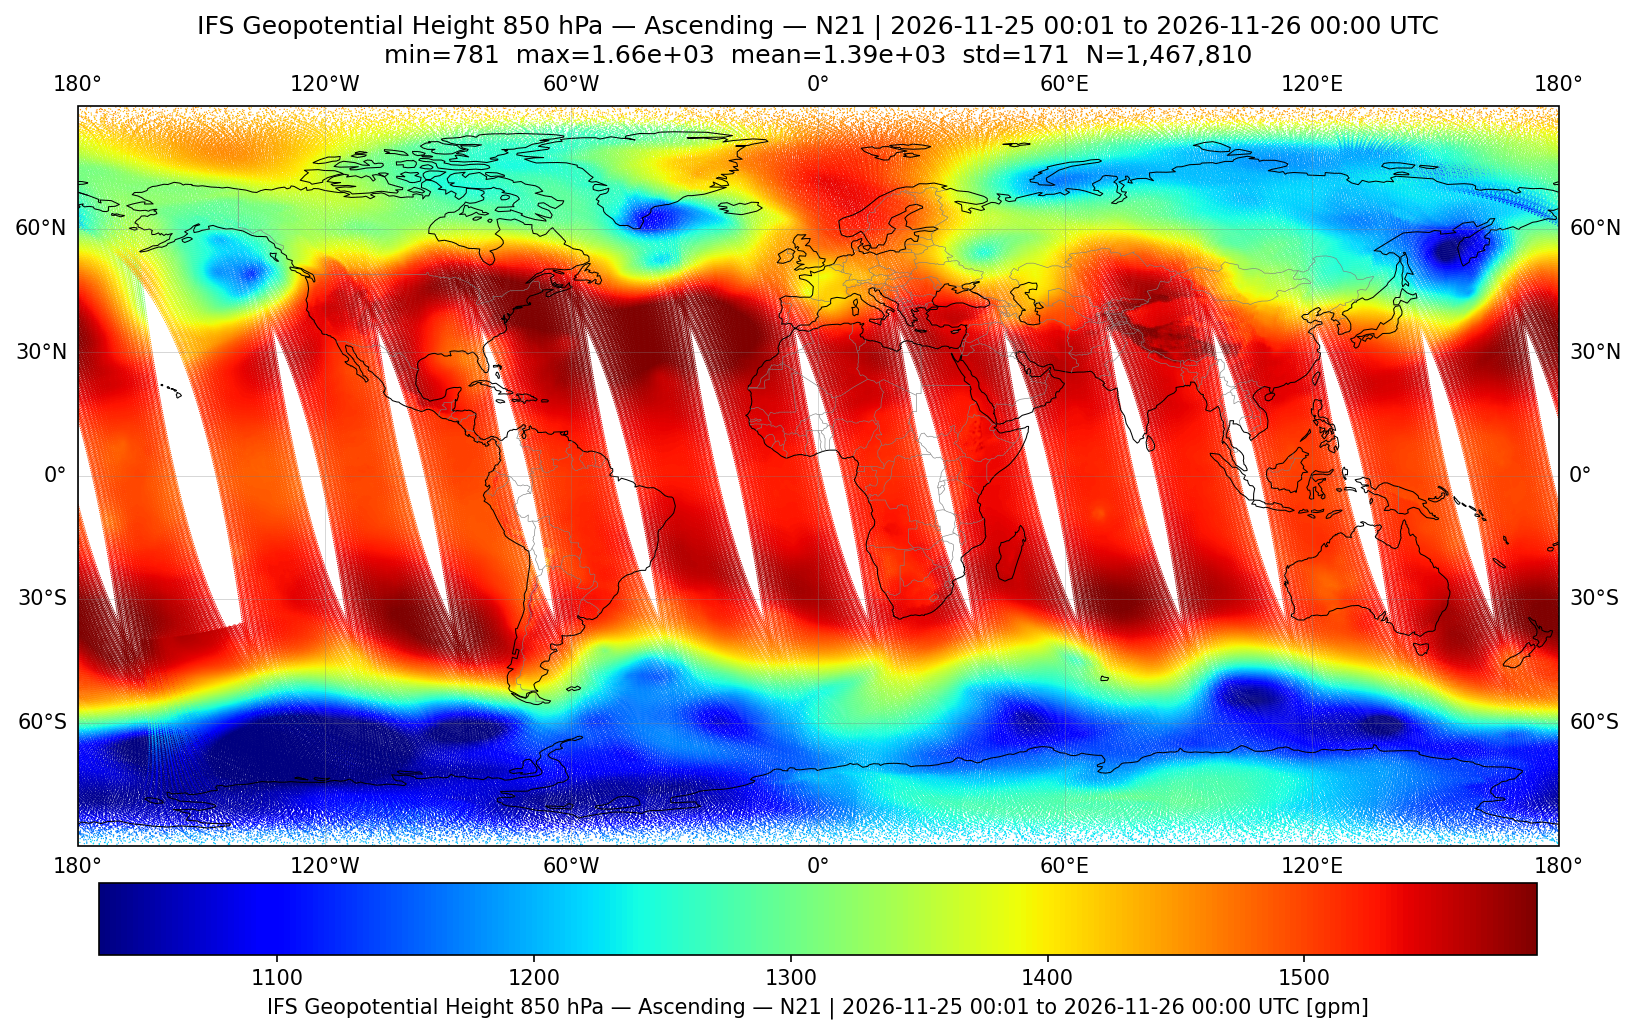 IFS Geopotential Height 850 hPa — Ascending — N21 | 2026-11-25 00:01 to 2026-11-26 00:00 UTC
min=781  max=1.66e+03  mean=1.39e+03  std=171  N=1,467,810
180° 120°W 60°W 0° 60°E 120°E 180°
60°N 60°N
30°N 30°N
0° 0°
30°S 30°S
60°S 60°S
180° 120°W 60°W 0° 60°E 120°E 180°
1100 1200 1300 1400 1500
IFS Geopotential Height 850 hPa — Ascending — N21 | 2026-11-25 00:01 to 2026-11-26 00:00 UTC [gpm]